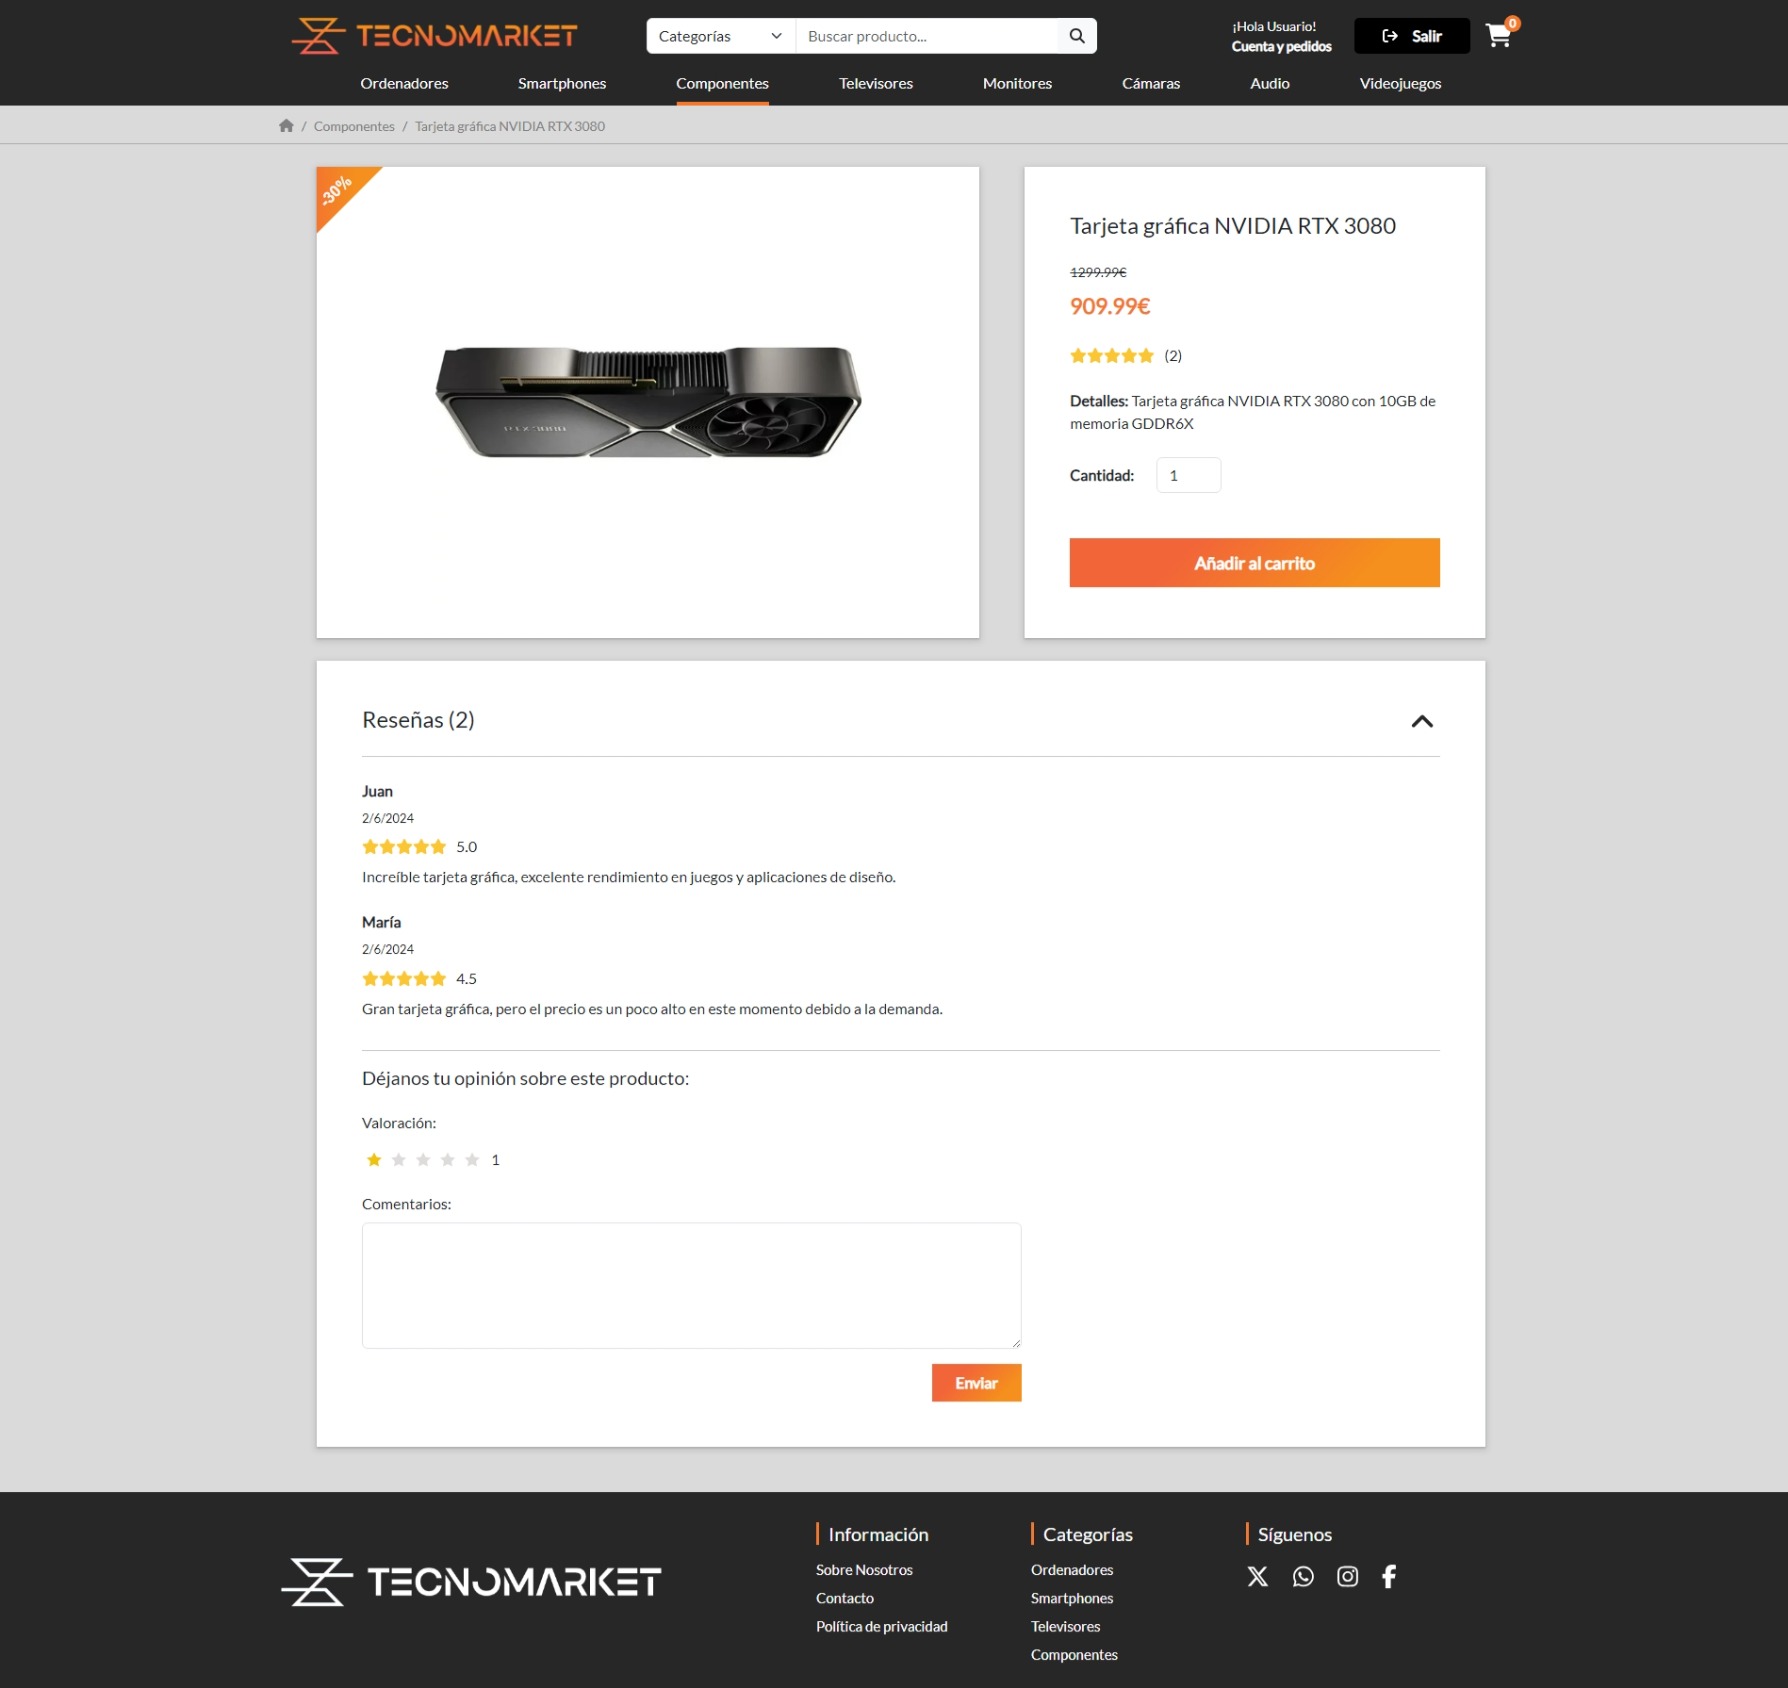 TECNOMARKET
Categorías
Buscar producto...
¡Hola Usuario!
Cuenta y pedidos
Salir
0
Ordenadores
Smartphones
Componentes
Televisores
Monitores
Cámaras
Audio
Videojuegos
/ Componentes / Tarjeta gráfica NVIDIA RTX 3080
-30%
RTX 3080
Tarjeta gráfica NVIDIA RTX 3080
1299.99€
909.99€
(2)
Detalles: Tarjeta gráfica NVIDIA RTX 3080 con 10GB de
memoria GDDR6X
Cantidad: 1
Añadir al carrito
Reseñas (2)
Juan
2/6/2024
5.0
Increíble tarjeta gráfica, excelente rendimiento en juegos y aplicaciones de diseño.
María
2/6/2024
4.5
Gran tarjeta gráfica, pero el precio es un poco alto en este momento debido a la demanda.
Déjanos tu opinión sobre este producto:
Valoración:
1
Comentarios:
Enviar
TECNOMARKET
Información
Sobre Nosotros
Contacto
Política de privacidad
Categorías
Ordenadores
Smartphones
Televisores
Componentes
Síguenos